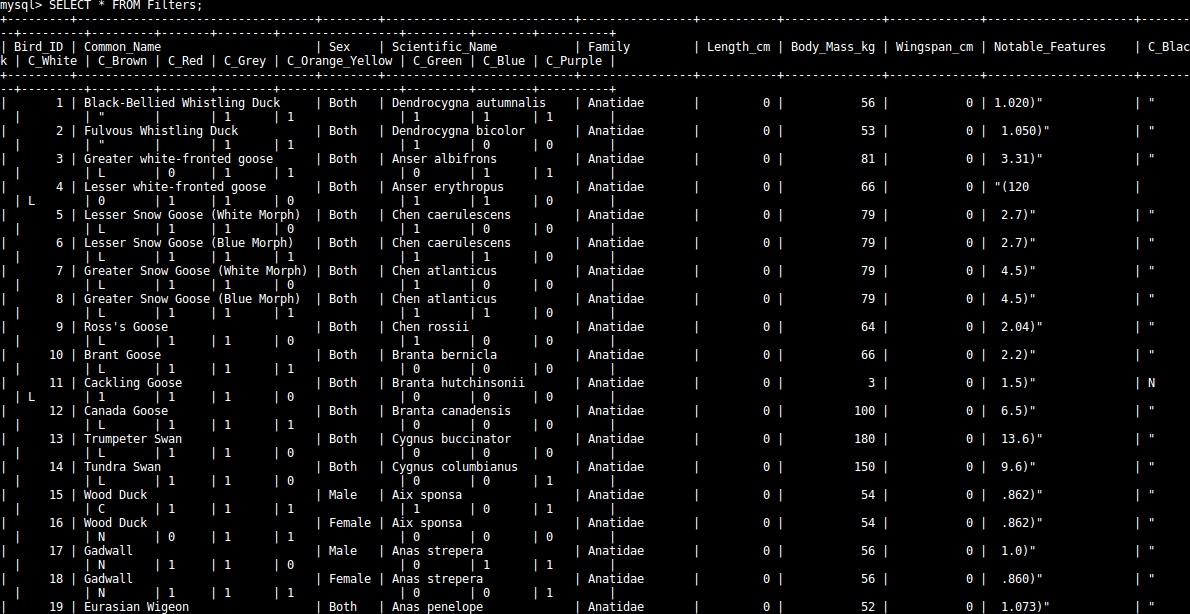 mysql> SELECT * FROM Filters;
+---------+-----------------------------------+--------+---------------------------+----------------+-----------+--------------+-------------+---------------------+-------
--+---------+---------+-------+--------+-----------------+---------+--------+----------+
| Bird_ID | Common_Name | Sex | Scientific_Name | Family | Length_cm | Body_Mass_kg | Wingspan_cm | Notable_Features | C_Blac
k | C_White | C_Brown | C_Red | C_Grey | C_Orange_Yellow | C_Green | C_Blue | C_Purple |
+---------+-----------------------------------+--------+---------------------------+----------------+-----------+--------------+-------------+---------------------+-------
--+---------+---------+-------+--------+-----------------+---------+--------+----------+
| 1 | Black-Bellied Whistling Duck | Both | Dendrocygna autumnalis | Anatidae | 0 | 56 | 0 | 1.020)" | "
| | " | | 1 | 1 | 1 | 1 | 1 |
| 2 | Fulvous Whistling Duck | Both | Dendrocygna bicolor | Anatidae | 0 | 53 | 0 | 1.050)" | "
| | " | | 1 | 1 | 1 | 0 | 0 |
| 3 | Greater white-fronted goose | Both | Anser albifrons | Anatidae | 0 | 81 | 0 | 3.31)" | "
| | L | 0 | 1 | 1 | 0 | 1 | 1 |
| 4 | Lesser white-fronted goose | Both | Anser erythropus | Anatidae | 0 | 66 | 0 | "(120 |
| L | 0 | 1 | 1 | 0 | 1 | 1 | 0 |
| 5 | Lesser Snow Goose (White Morph) | Both | Chen caerulescens | Anatidae | 0 | 79 | 0 | 2.7)" | "
| | L | 1 | 1 | 0 | 1 | 0 | 0 |
| 6 | Lesser Snow Goose (Blue Morph) | Both | Chen caerulescens | Anatidae | 0 | 79 | 0 | 2.7)" | "
| | L | 1 | 1 | 1 | 1 | 1 | 0 |
| 7 | Greater Snow Goose (White Morph) | Both | Chen atlanticus | Anatidae | 0 | 79 | 0 | 4.5)" | "
| | L | 1 | 1 | 0 | 1 | 0 | 0 |
| 8 | Greater Snow Goose (Blue Morph) | Both | Chen atlanticus | Anatidae | 0 | 79 | 0 | 4.5)" | "
| | L | 1 | 1 | 1 | 1 | 1 | 0 |
| 9 | Ross's Goose | Both | Chen rossii | Anatidae | 0 | 64 | 0 | 2.04)" | "
| | L | 1 | 1 | 0 | 1 | 0 | 0 |
| 10 | Brant Goose | Both | Branta bernicla | Anatidae | 0 | 66 | 0 | 2.2)" | "
| | L | 1 | 1 | 1 | 0 | 0 | 0 |
| 11 | Cackling Goose | Both | Branta hutchinsonii | Anatidae | 0 | 3 | 0 | 1.5)" | N
| L | 1 | 1 | 1 | 0 | 0 | 0 | 0 |
| 12 | Canada Goose | Both | Branta canadensis | Anatidae | 0 | 100 | 0 | 6.5)" | "
| | L | 1 | 1 | 1 | 0 | 0 | 0 |
| 13 | Trumpeter Swan | Both | Cygnus buccinator | Anatidae | 0 | 180 | 0 | 13.6)" | "
| | L | 1 | 1 | 0 | 0 | 0 | 0 |
| 14 | Tundra Swan | Both | Cygnus columbianus | Anatidae | 0 | 150 | 0 | 9.6)" | "
| | L | 1 | 1 | 0 | 0 | 0 | 1 |
| 15 | Wood Duck | Male | Aix sponsa | Anatidae | 0 | 54 | 0 | .862)" | "
| | C | 1 | 1 | 1 | 1 | 0 | 1 |
| 16 | Wood Duck | Female | Aix sponsa | Anatidae | 0 | 54 | 0 | .862)" | "
| | N | 0 | 1 | 1 | 0 | 0 | 0 |
| 17 | Gadwall | Male | Anas strepera | Anatidae | 0 | 56 | 0 | 1.0)" | "
| | N | 1 | 1 | 0 | 0 | 1 | 1 |
| 18 | Gadwall | Female | Anas strepera | Anatidae | 0 | 56 | 0 | .860)" | "
| | N | 1 | 1 | 1 | 0 | 0 | 1 |
| 19 | Eurasian Wigeon | Both | Anas penelope | Anatidae | 0 | 52 | 0 | 1.073)" | "